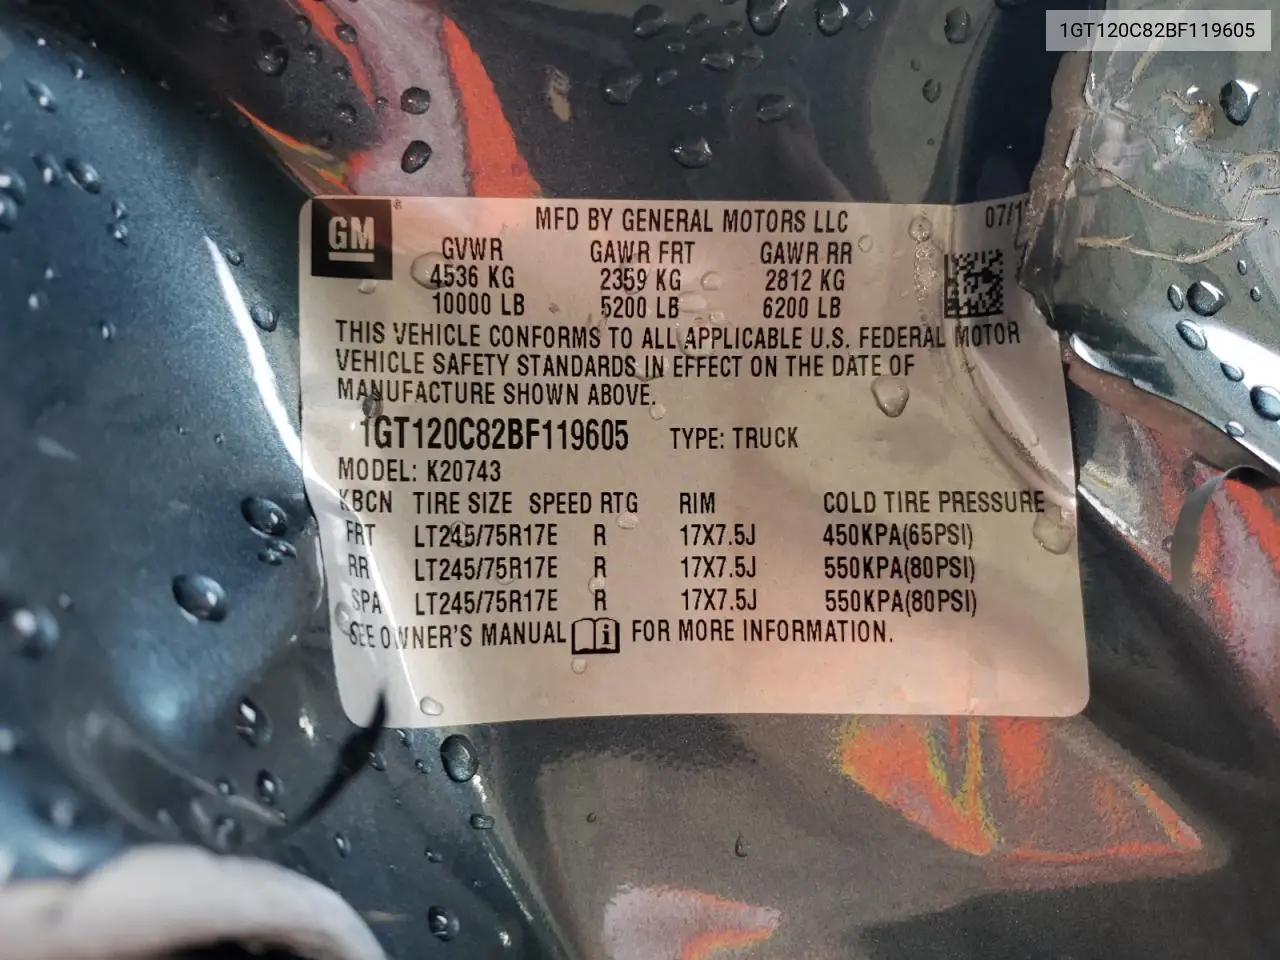 1GT120C82BF119605
GM ®
MFD BY GENERAL MOTORS LLC
GVWR GAWR FRT GAWR RR
4536 KG 2359 KG 2812 KG
10000 LB 5200 LB 6200 LB
THIS VEHICLE CONFORMS TO ALL APPLICABLE U.S. FEDERAL MOTOR
VEHICLE SAFETY STANDARDS IN EFFECT ON THE DATE OF
MANUFACTURE SHOWN ABOVE.
1GT120C82BF119605 TYPE: TRUCK
MODEL: K20743
KBCN TIRE SIZE SPEED RTG RIM COLD TIRE PRESSURE
FRT LT245/75R17E R 17X7.5J 450KPA(65PSI)
RR LT245/75R17E R 17X7.5J 550KPA(80PSI)
SPA LT245/75R17E R 17X7.5J 550KPA(80PSI)
SEE OWNER'S MANUAL FOR MORE INFORMATION.